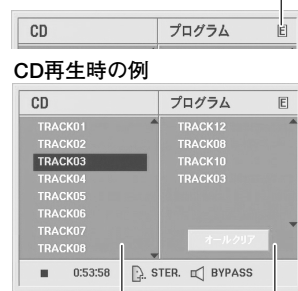 CD プログラム E
CD再生時の例
CD プログラム E
TRACK01 TRACK12
TRACK02 TRACK08
TRACK03 TRACK10
TRACK04 TRACK03
TRACK05
TRACK06
TRACK07
TRACK08
オールクリア
0:53:58 STER. BYPASS